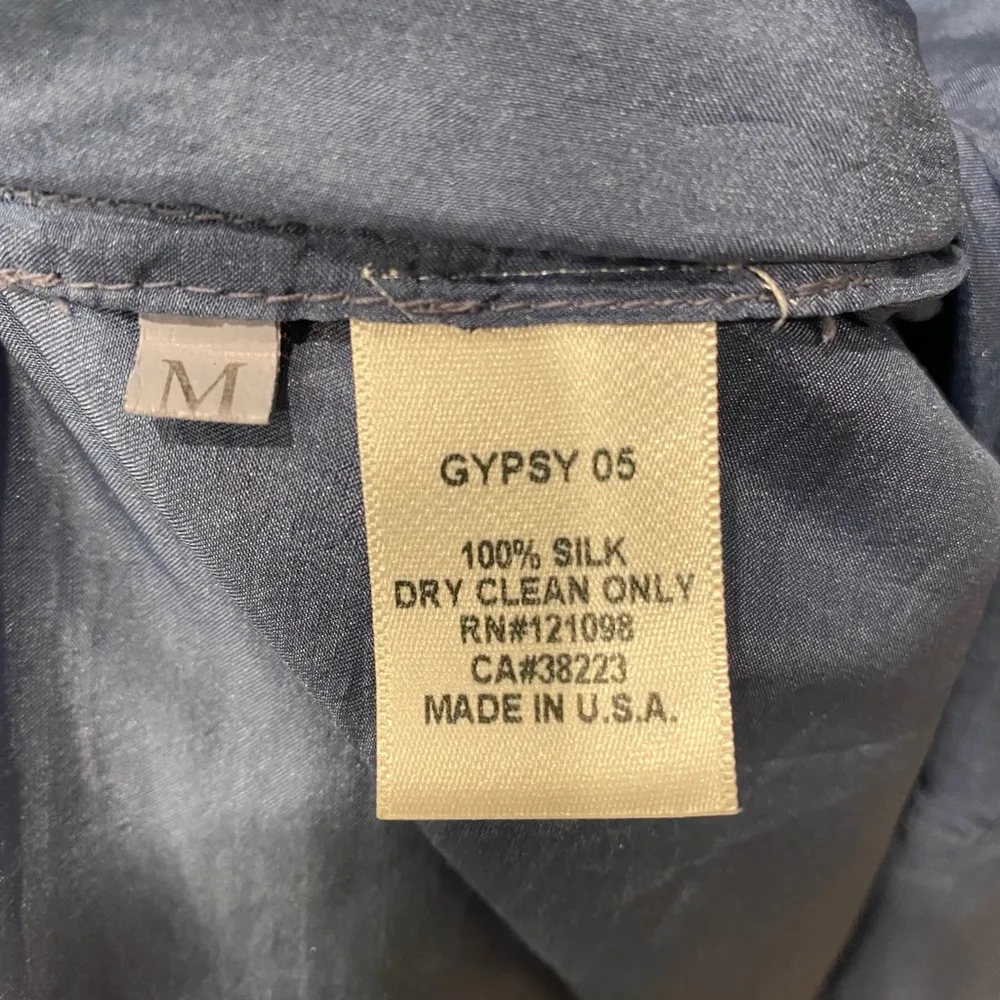 M
GYPSY 05
100% SILK
DRY CLEAN ONLY
RN#121098
CA#38223
MADE IN U.S.A.